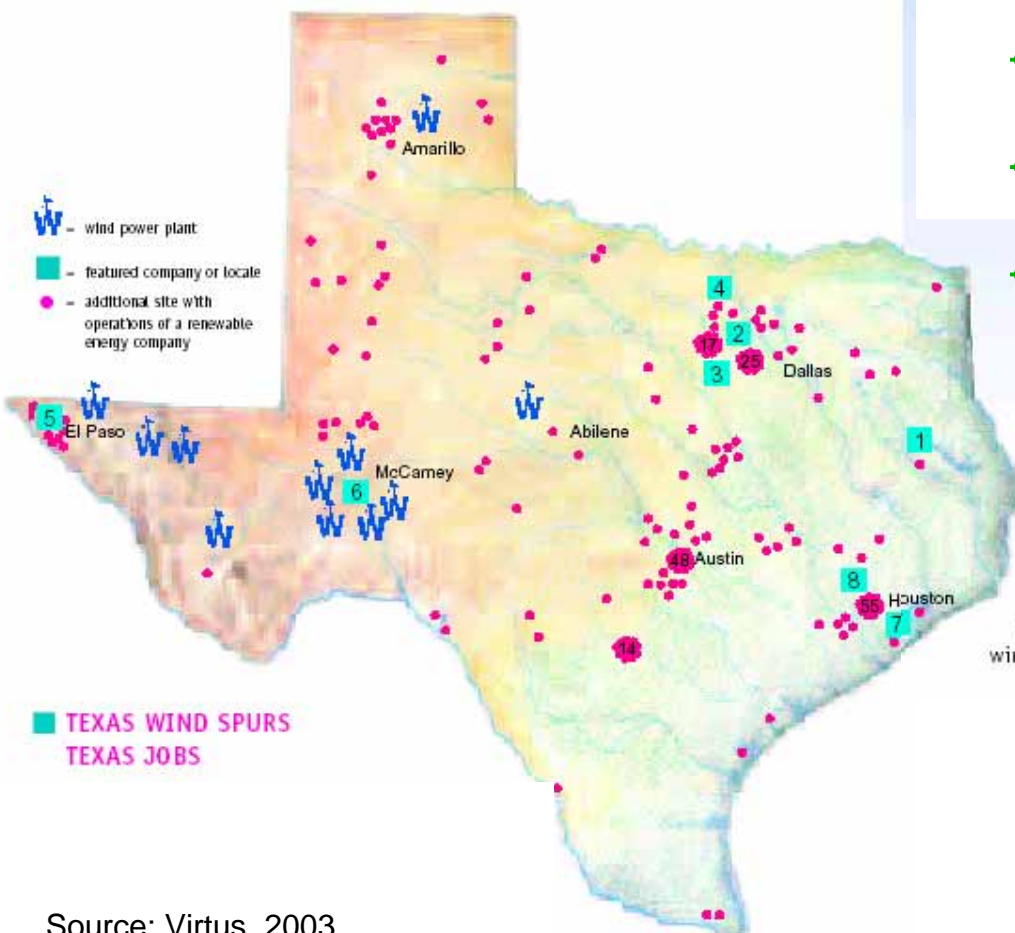 Amarillo
= wind power plant
= featured company or locale
= additional site with
operations of a renewable
energy company
4
2
17
25
3
Dallas
5
El Paso
Abilene
1
McCamey
6
48
Austin
8
55
Houston
7
14
TEXAS WIND SPURS
TEXAS JOBS
Source: Virtus, 2003